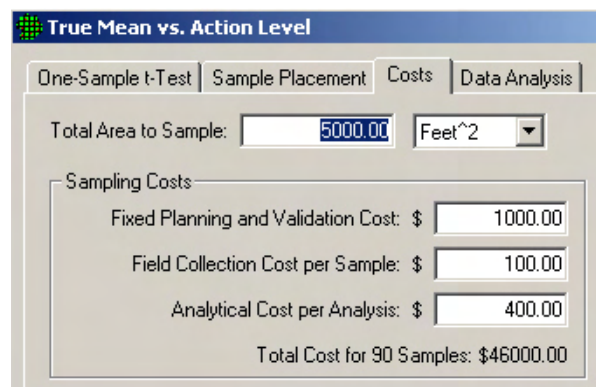 True Mean vs. Action Level
One-Sample t-Test Sample Placement Costs Data Analysis
Total Area to Sample: 5000.00 Feet^2
Sampling Costs
Fixed Planning and Validation Cost: $ 1000.00
Field Collection Cost per Sample: $ 100.00
Analytical Cost per Analysis: $ 400.00
Total Cost for 90 Samples: $46000.00